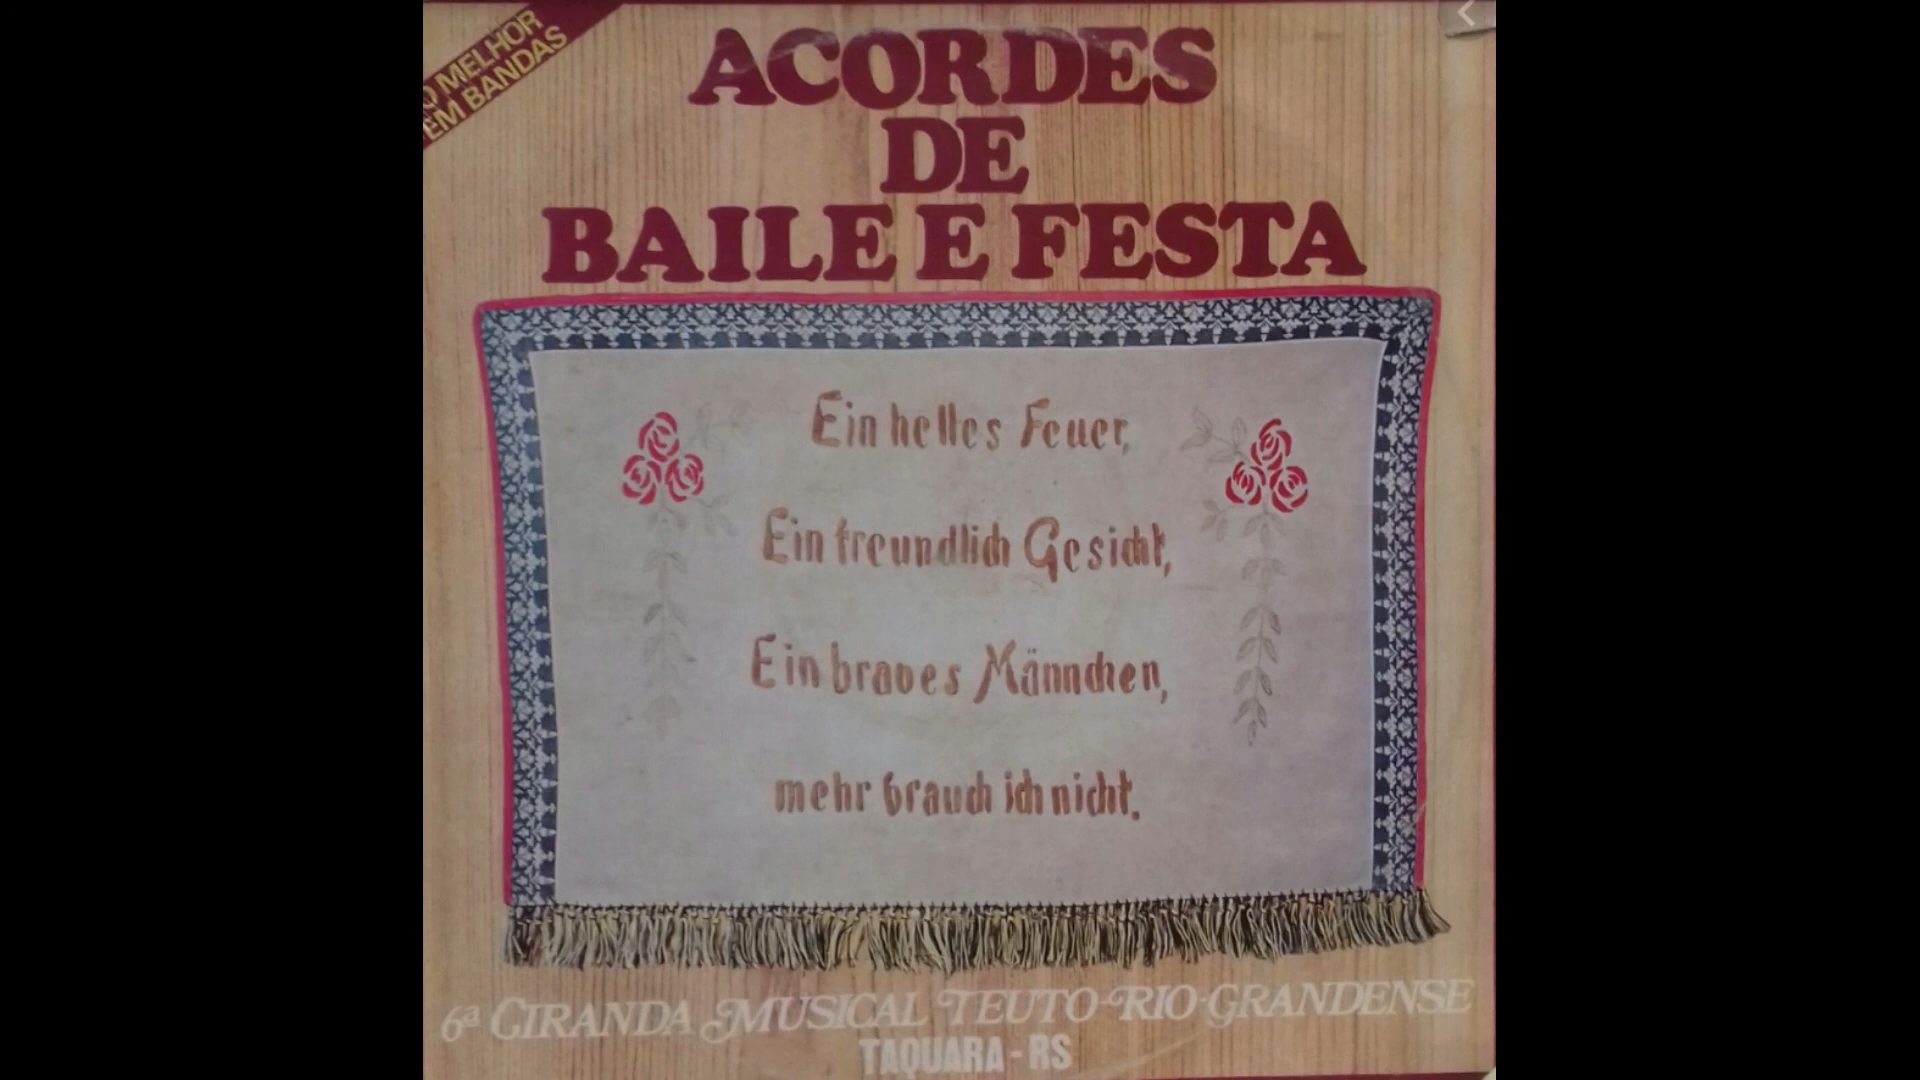 O MELHOR
EM BANDAS
ACORDES
DE
BAILE E FESTA
Ein helles Feuer,
Ein freundlich Gesicht,
Ein braves Männchen,
mehr brauch ich nicht.
6ª CIRANDA MUSICAL TEUTO-RIO-GRANDENSE
TAQUARA - RS